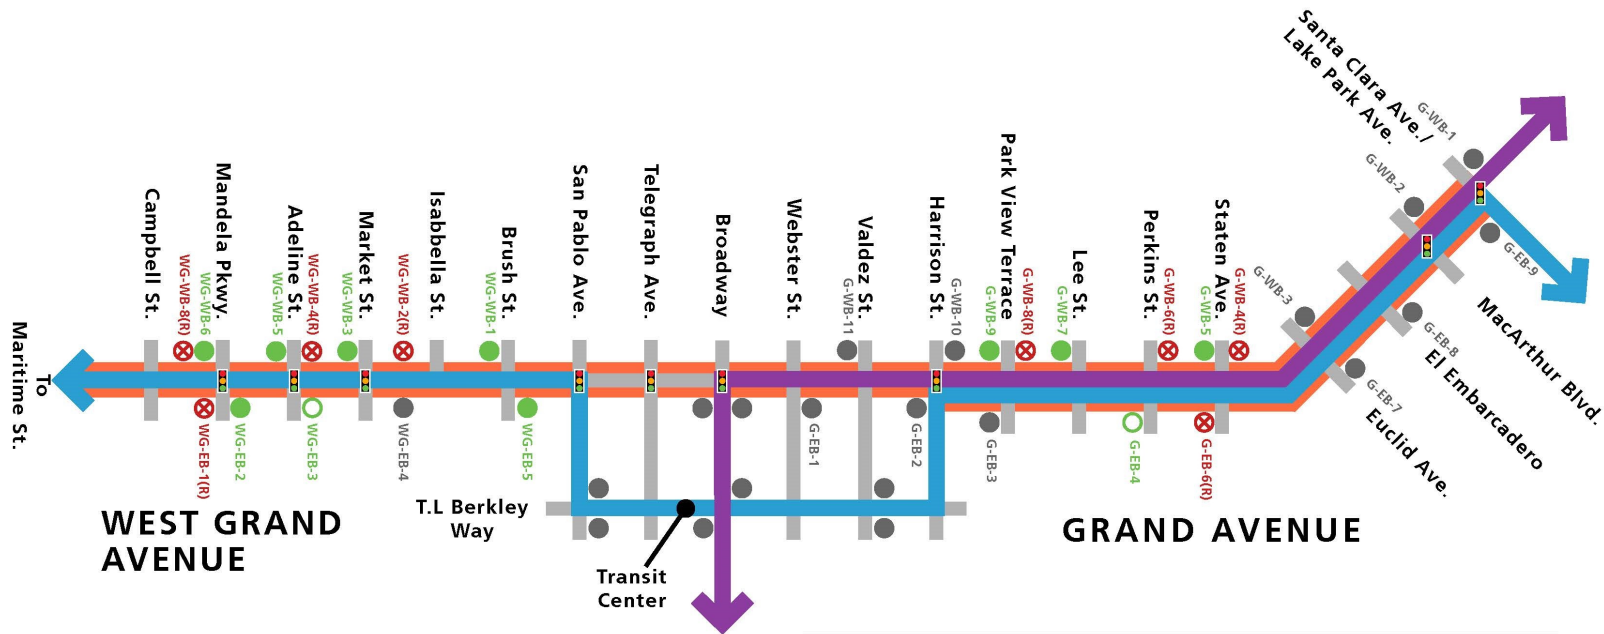 Santa Clara Ave./
Lake Park Ave.
G-WB-1
G-WB-2
G-WB-3
Campbell St.
Mandela Pkwy.
Adeline St.
Market St.
Isabbella St.
Brush St.
San Pablo Ave.
Telegraph Ave.
Broadway
Webster St.
Valdez St.
Harrison St.
Park View Terrace
Lee St.
Perkins St.
Staten Ave.
WG-WB-8(R)
WG-WB-6
WG-WB-5
WG-WB-4(R)
WG-WB-3
WG-WB-2(R)
WG-WB-1
G-WB-11
G-WB-10
G-WB-9
G-WB-8(R)
G-WB-7
G-WB-6(R)
G-WB-5
G-WB-4(R)
To
Maritime St.
WG-EB-1(R)
WG-EB-2
WG-EB-3
WG-EB-4
WG-EB-5
G-EB-1
G-EB-2
G-EB-3
G-EB-4
G-EB-6(R)
G-EB-7
G-EB-8
G-EB-9
MacArthur Blvd.
El Embarcadero
Euclid Ave.
T.L Berkley
Way
Transit
Center
WEST GRAND
AVENUE
GRAND AVENUE